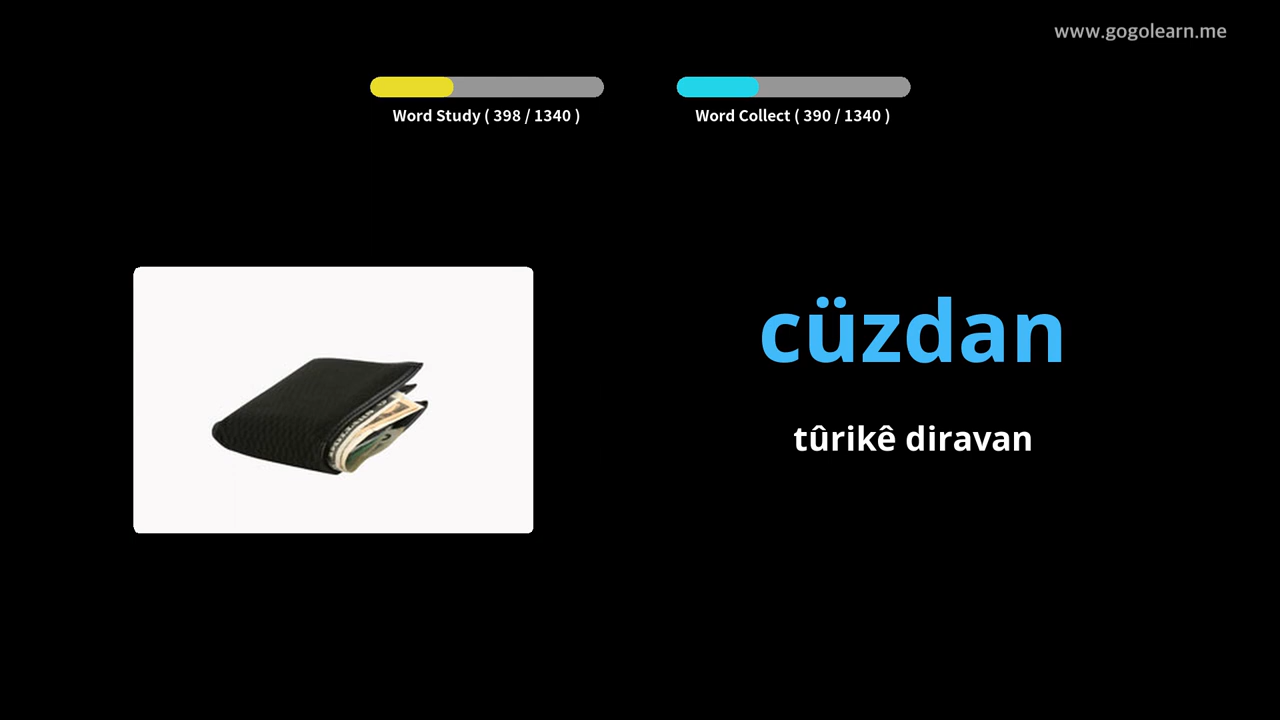 www.gogolearn.me
Word Study ( 398 / 1340 )
Word Collect ( 390 / 1340 )
cüzdan
tûrikê diravan